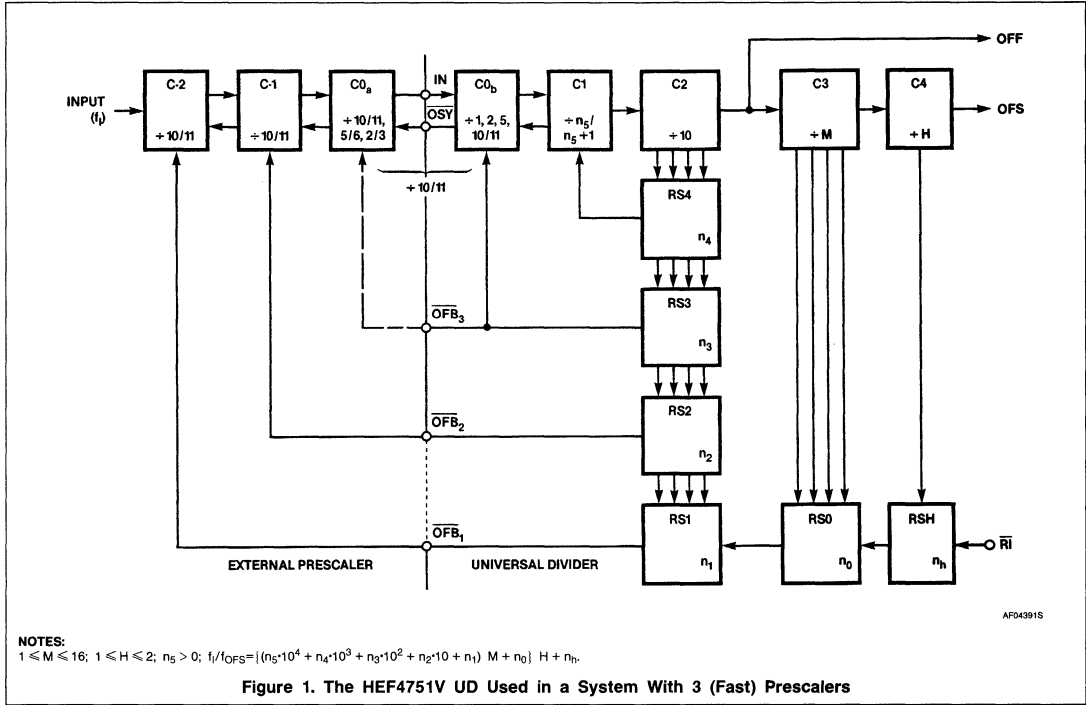 OFF
C-2
÷ 10/11
C-1
÷ 10/11
C0a
÷ 10/11,
5/6, 2/3
IN
OSY
C0b
÷ 1, 2, 5,
10/11
C1
÷ n5/
n5 +1
C2
÷ 10
C3
÷ M
C4
÷ H
OFS
INPUT
(fI)
÷ 10/11
RS4
n4
OFB3
RS3
n3
OFB2
RS2
n2
OFB1
RS1
n1
RS0
n0
RSH
nh
RI
EXTERNAL PRESCALER
UNIVERSAL DIVIDER
AF04391S
NOTES:
1 ≤ M ≤ 16; 1 ≤ H ≤ 2; n5 > 0; fI/fOFS={(n5·10⁴ + n4·10³ + n3·10² + n2·10 + n1) M + n0} H + nh.
Figure 1. The HEF4751V UD Used in a System With 3 (Fast) Prescalers